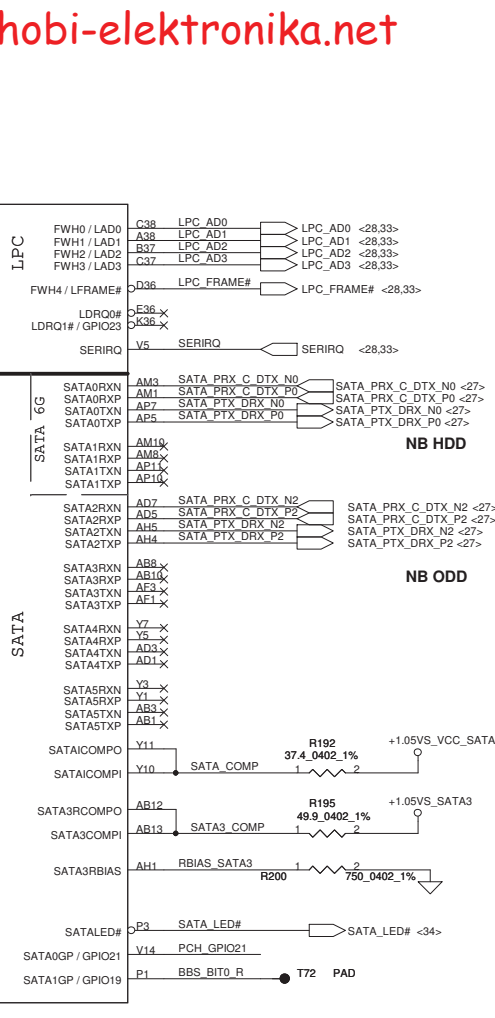 hobi-elektronika.net
LPC
FWH0 / LAD0 C38 LPC_AD0 LPC_AD0 <28,33>
FWH1 / LAD1 A38 LPC_AD1 LPC_AD1 <28,33>
FWH2 / LAD2 B37 LPC_AD2 LPC_AD2 <28,33>
FWH3 / LAD3 C37 LPC_AD3 LPC_AD3 <28,33>
FWH4 / LFRAME# D36 LPC_FRAME# LPC_FRAME# <28,33>
LDRQ0# E36
LDRQ1# / GPIO23 K36
SERIRQ V5 SERIRQ SERIRQ <28,33>
SATA 6G
SATA0RXN AM3 SATA_PRX_C_DTX_N0 SATA_PRX_C_DTX_N0 <27>
SATA0RXP AM1 SATA_PRX_C_DTX_P0 SATA_PRX_C_DTX_P0 <27>
SATA0TXN AP7 SATA_PTX_DRX_N0 SATA_PTX_DRX_N0 <27>
SATA0TXP AP5 SATA_PTX_DRX_P0 SATA_PTX_DRX_P0 <27>
NB HDD
SATA1RXN AM10
SATA1RXP AM8
SATA1TXN AP11
SATA1TXP AP10
SATA2RXN AD7 SATA_PRX_C_DTX_N2 SATA_PRX_C_DTX_N2 <27>
SATA2RXP AD5 SATA_PRX_C_DTX_P2 SATA_PRX_C_DTX_P2 <27>
SATA2TXN AH5 SATA_PTX_DRX_N2 SATA_PTX_DRX_N2 <27>
SATA2TXP AH4 SATA_PTX_DRX_P2 SATA_PTX_DRX_P2 <27>
NB ODD
SATA3RXN AB8
SATA3RXP AB10
SATA3TXN AF3
SATA3TXP AF1
SATA
SATA4RXN Y7
SATA4RXP Y5
SATA4TXN AD3
SATA4TXP AD1
SATA5RXN Y3
SATA5RXP Y1
SATA5TXN AB3
SATA5TXP AB1
R192 +1.05VS_VCC_SATA
37.4_0402_1%
SATAICOMPO Y11
SATAICOMPI Y10 SATA_COMP 1 2
R195 +1.05VS_SATA3
49.9_0402_1%
SATA3RCOMPO AB12
SATA3COMPI AB13 SATA3_COMP 1 2
SATA3RBIAS AH1 RBIAS_SATA3 1 2
R200 750_0402_1%
SATALED# P3 SATA_LED# SATA_LED# <34>
SATA0GP / GPIO21 V14 PCH_GPIO21
SATA1GP / GPIO19 P1 BBS_BIT0_R T72 PAD